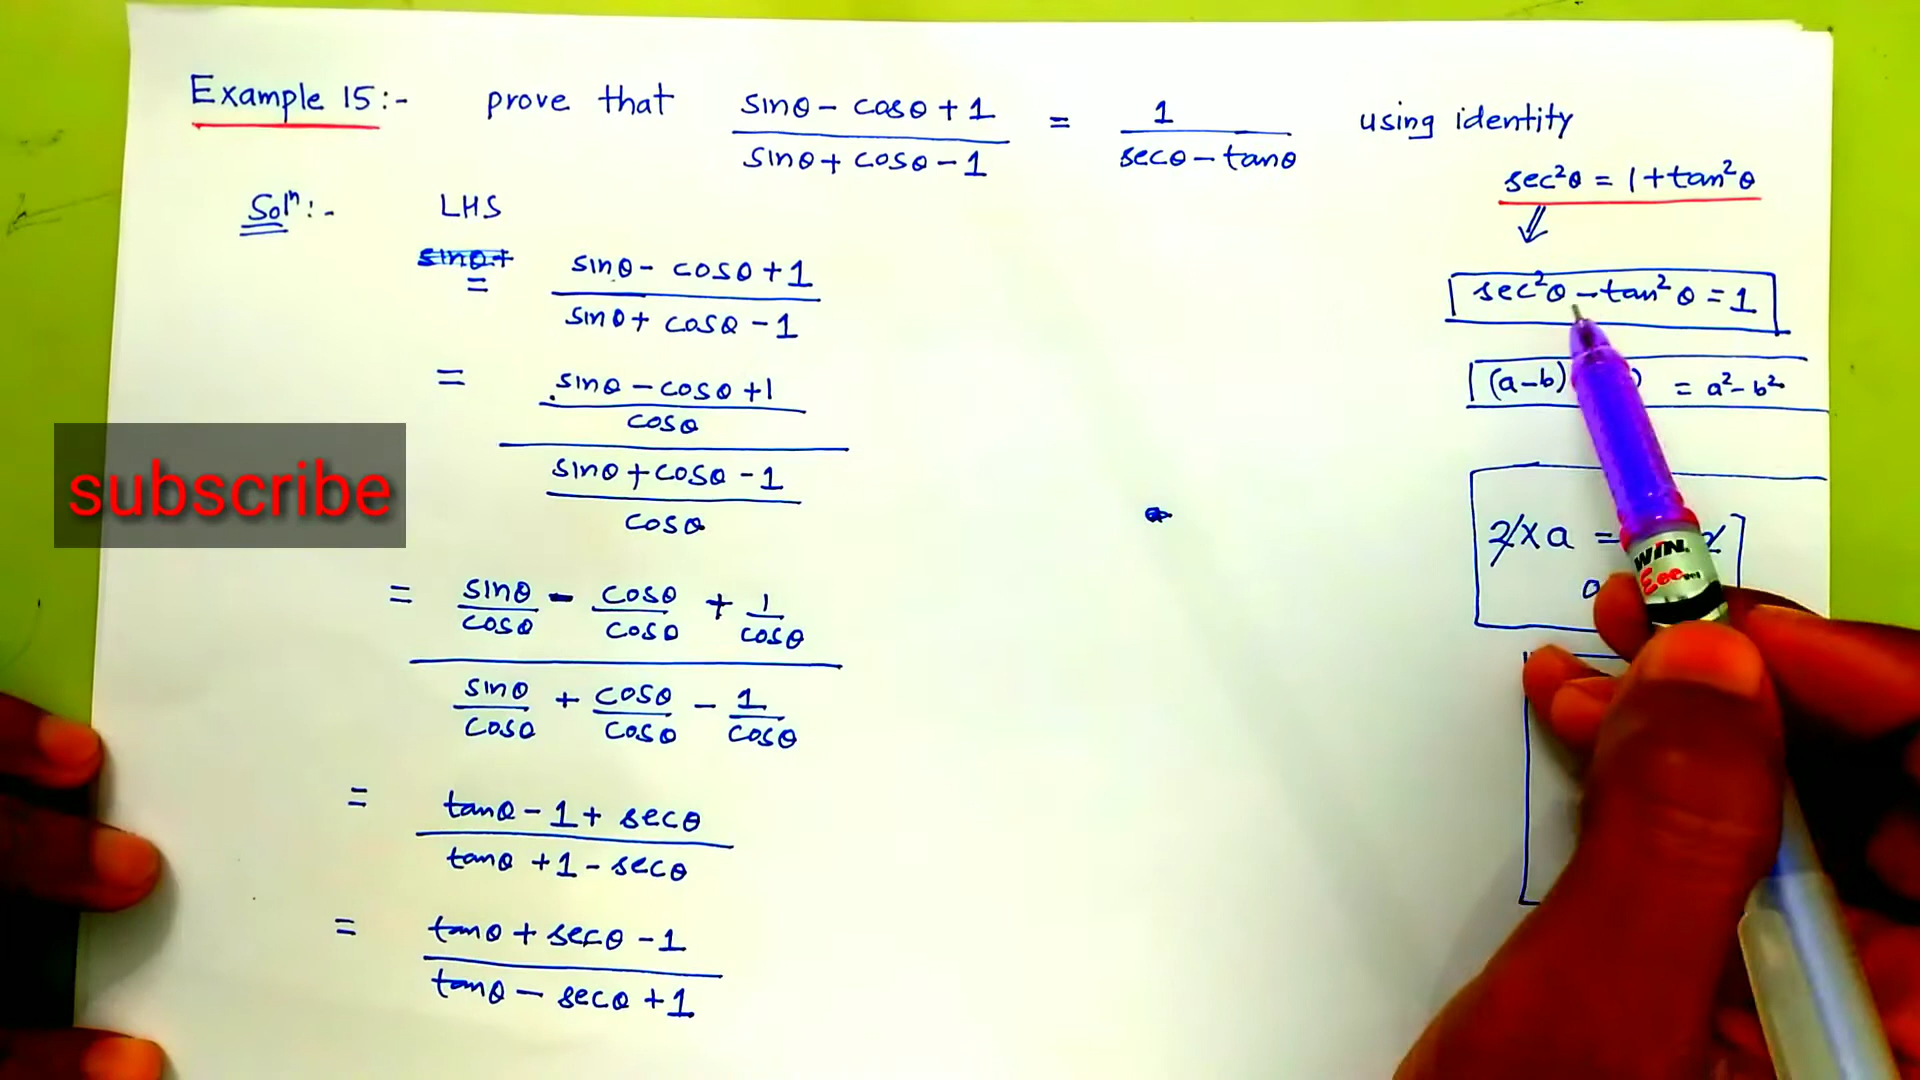 Example 15:- prove that sinθ - cosθ + 1 / sinθ + cosθ - 1 = 1 / secθ - tanθ using identity
sec²θ = 1 + tan²θ
⇓
sec²θ - tan²θ = 1
(a-b) = a² - b²
Solⁿ:- LHS
sinθ+
= sinθ - cosθ + 1 / sinθ + cosθ - 1
= (sinθ - cosθ + 1 / cosθ) / (sinθ + cosθ - 1 / cosθ)
= (sinθ/cosθ - cosθ/cosθ + 1/cosθ) / (sinθ/cosθ + cosθ/cosθ - 1/cosθ)
= tanθ - 1 + secθ / tanθ + 1 - secθ
= tanθ + secθ - 1 / tanθ - secθ + 1
2 x a =
subscribe
WIN